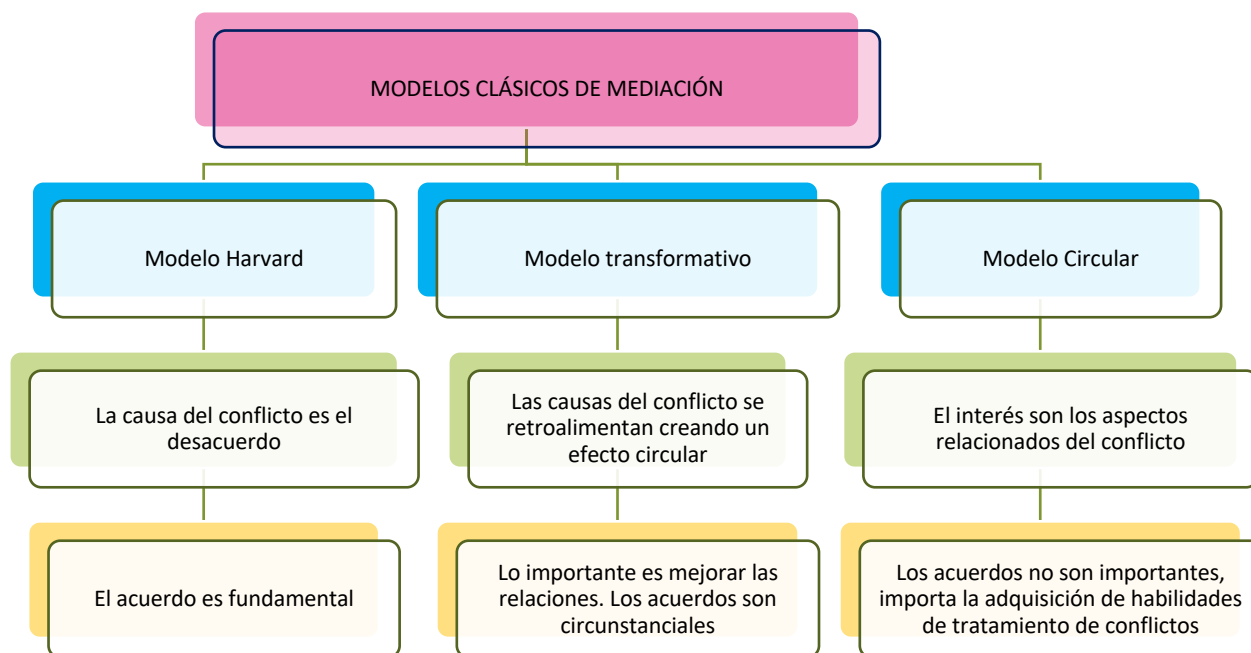 MODELOS CLÁSICOS DE MEDIACIÓN
Modelo Harvard
Modelo transformativo
Modelo Circular
La causa del conflicto es el
desacuerdo
Las causas del conflicto se
retroalimentan creando un
efecto circular
El interés son los aspectos
relacionados del conflicto
El acuerdo es fundamental
Lo importante es mejorar las
relaciones. Los acuerdos son
circunstanciales
Los acuerdos no son importantes,
importa la adquisición de habilidades
de tratamiento de conflictos